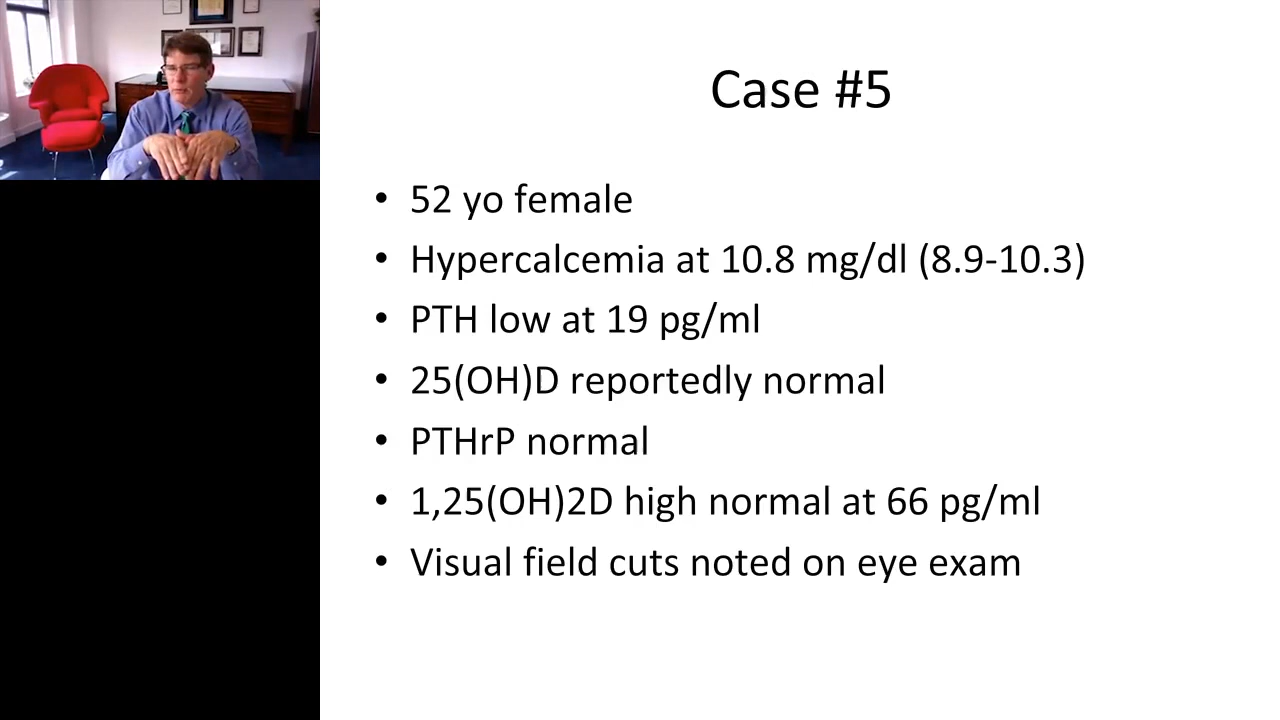 Case #5
• 52 yo female
• Hypercalcemia at 10.8 mg/dl (8.9-10.3)
• PTH low at 19 pg/ml
• 25(OH)D reportedly normal
• PTHrP normal
• 1,25(OH)2D high normal at 66 pg/ml
• Visual field cuts noted on eye exam